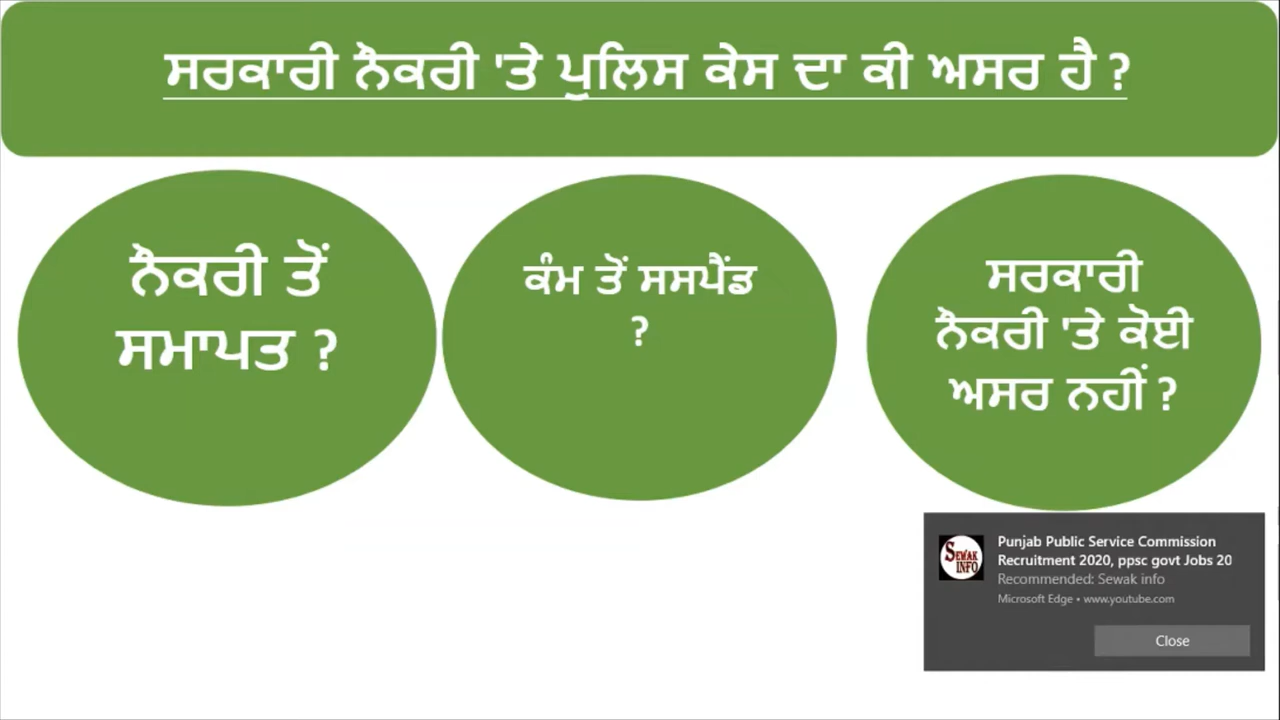 ਸਰਕਾਰੀ ਨੌਕਰੀ 'ਤੇ ਪੁਲਿਸ ਕੇਸ ਦਾ ਕੀ ਅਸਰ ਹੈ ?
ਨੌਕਰੀ ਤੋਂ
ਸਮਾਪਤ ?
ਕੰਮ ਤੋਂ ਸਸਪੈਂਡ
?
ਸਰਕਾਰੀ
ਨੌਕਰੀ 'ਤੇ ਕੋਈ
ਅਸਰ ਨਹੀਂ ?
SEWAK
INFO
Punjab Public Service Commission
Recruitment 2020, ppsc govt Jobs 20
Recommended: Sewak info
Microsoft Edge • www.youtube.com
Close